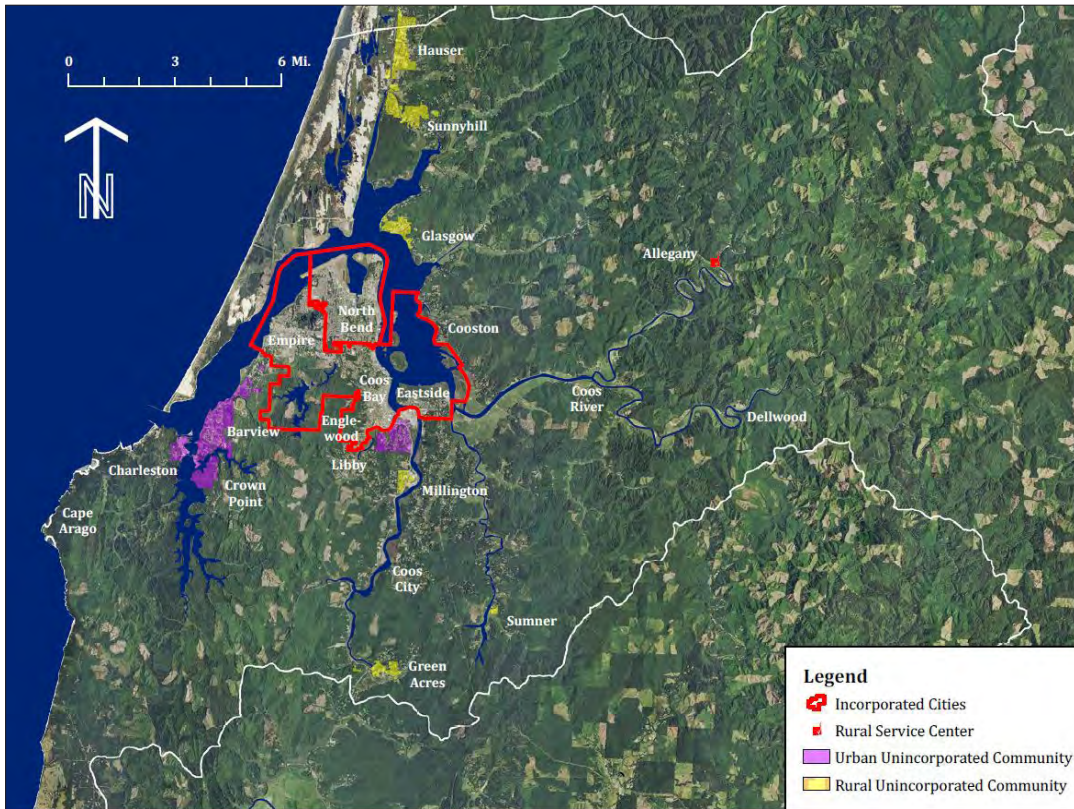 0 3 6 Mi.
N
Hauser
Sunnyhill
Glasgow
Allegany
North
Bend
Cooston
Empire
Coos
Bay
Eastside
Coos
River
Dellwood
Engle-
wood
Barview
Libby
Charleston
Crown
Point
Millington
Cape
Arago
Coos
City
Sumner
Green
Acres
Legend
Incorporated Cities
Rural Service Center
Urban Unincorporated Community
Rural Unincorporated Community